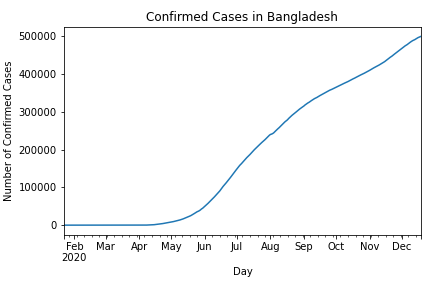 Confirmed Cases in Bangladesh
Number of Confirmed Cases
500000
400000
300000
200000
100000
0
Feb Mar Apr May Jun Jul Aug Sep Oct Nov Dec
2020
Day